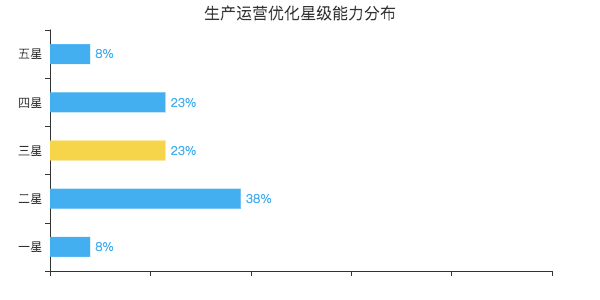 生产运营优化星级能力分布
五星 8%
四星 23%
三星 23%
二星 38%
一星 8%